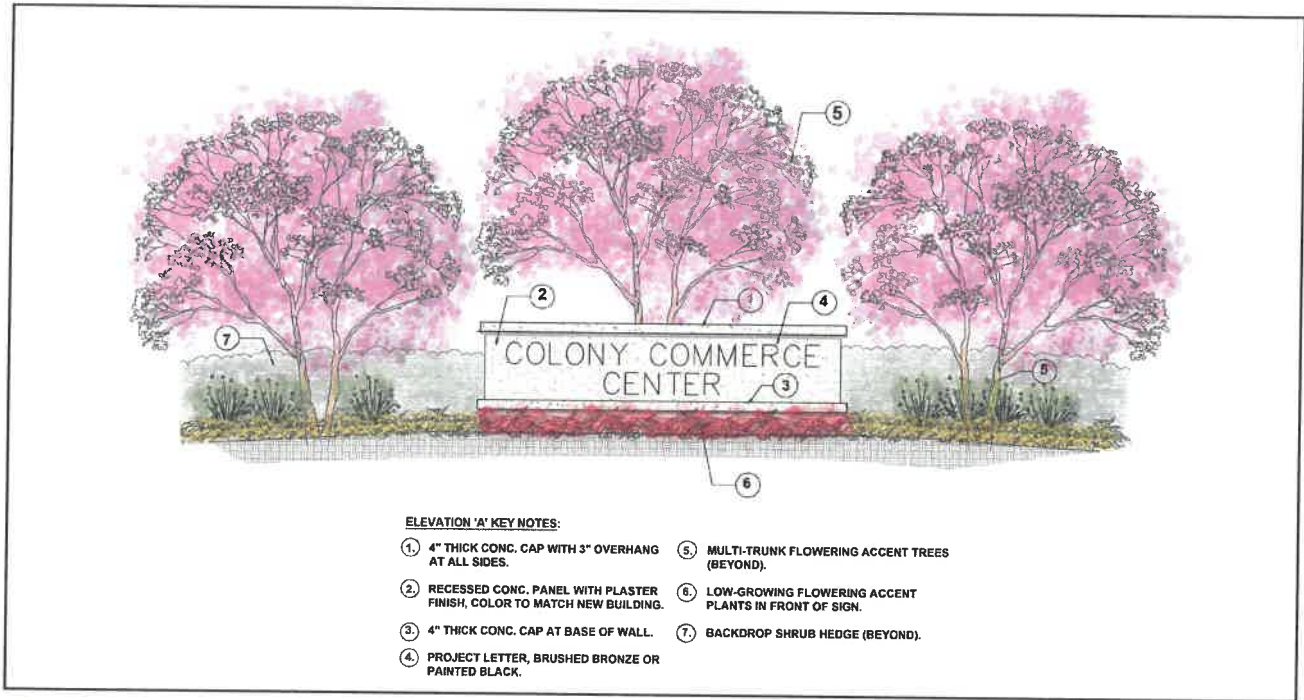 5
2
1
4
7
COLONY COMMERCE
CENTER
3
5
6
ELEVATION 'A' KEY NOTES:
1. 4" THICK CONC. CAP WITH 3" OVERHANG
AT ALL SIDES.
2. RECESSED CONC. PANEL WITH PLASTER
FINISH, COLOR TO MATCH NEW BUILDING.
3. 4" THICK CONC. CAP AT BASE OF WALL.
4. PROJECT LETTER, BRUSHED BRONZE OR
PAINTED BLACK.
5. MULTI-TRUNK FLOWERING ACCENT TREES
(BEYOND).
6. LOW-GROWING FLOWERING ACCENT
PLANTS IN FRONT OF SIGN.
7. BACKDROP SHRUB HEDGE (BEYOND).